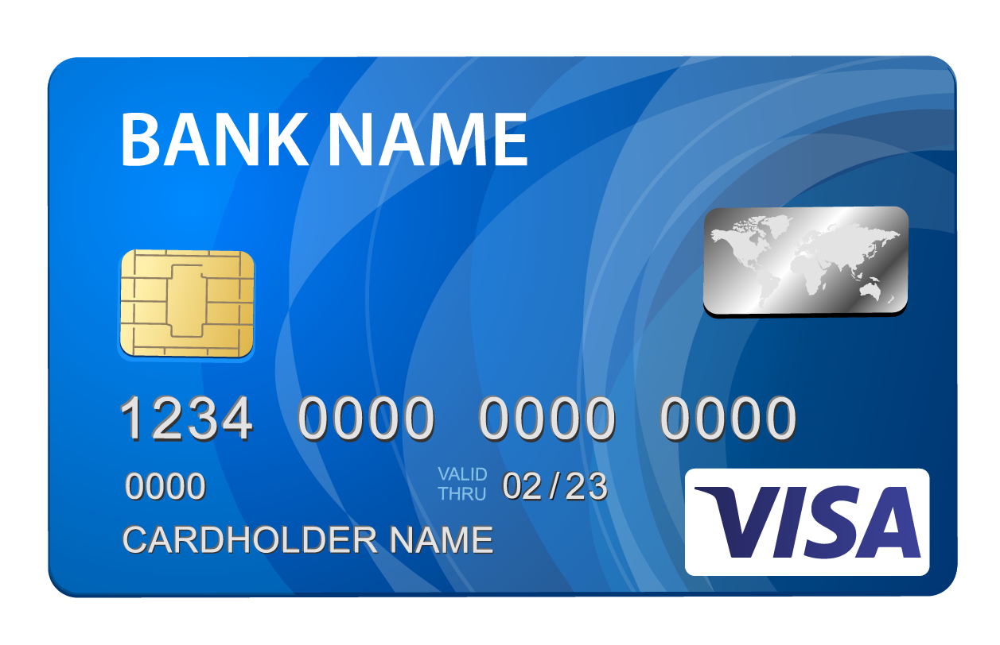 BANK NAME
1234 0000 0000 0000
0000
VALID
THRU
02/23
CARDHOLDER NAME
VISA